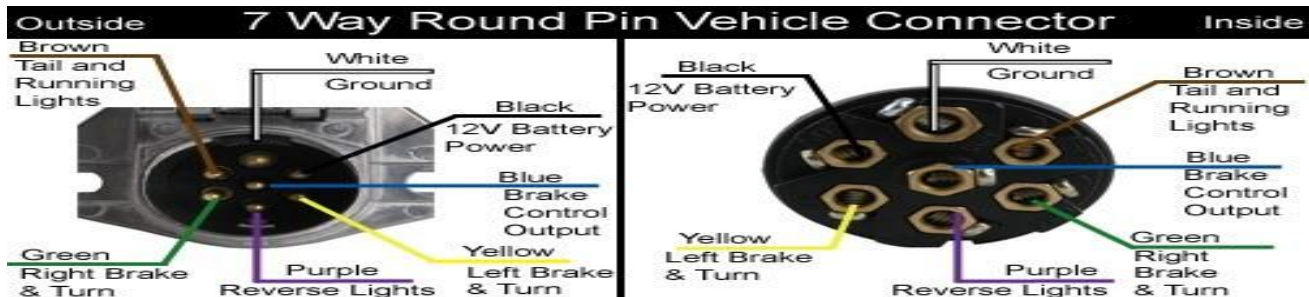 Outside 7 Way Round Pin Vehicle Connector Inside
Brown
Tail and
Running
Lights
White
Ground
Black
12V Battery
Power
Blue
Brake
Control
Output
Green
Right Brake
& Turn
Purple
Reverse Lights
Yellow
Left Brake
& Turn
Black
12V Battery
Power
White
Ground
Brown
Tail and
Running
Lights
Blue
Brake
Control
Output
Yellow
Left Brake
& Turn
Purple
Reverse Lights
Green
Right
Brake
& Turn